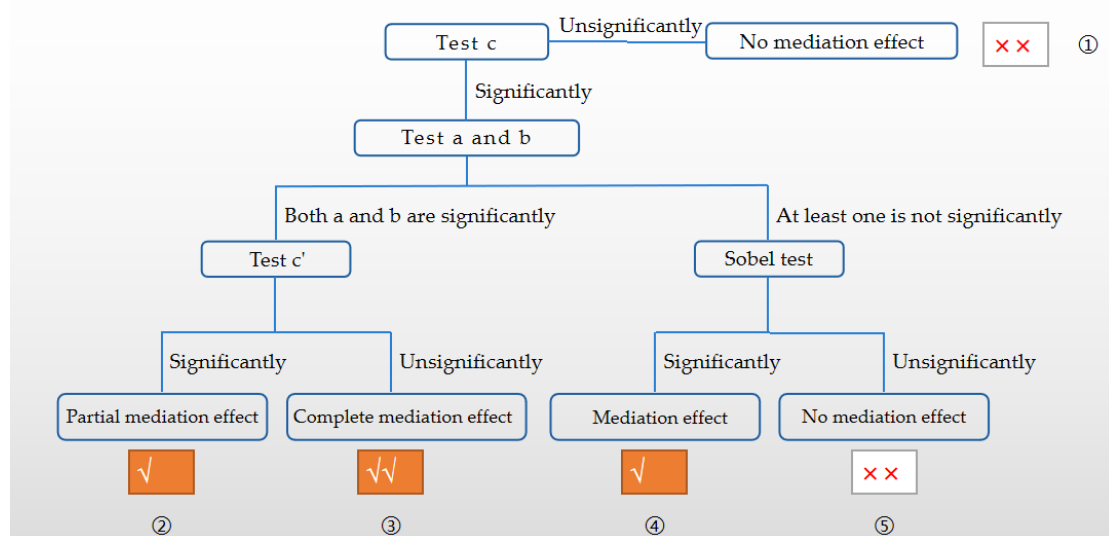 Test c
Unsignificantly
No mediation effect
××
①
Significantly
Test a and b
Both a and b are significantly
At least one is not significantly
Test c'
Sobel test
Significantly
Unsignificantly
Significantly
Unsignificantly
Partial mediation effect
Complete mediation effect
Mediation effect
No mediation effect
√
√√
√
××
②
③
④
⑤